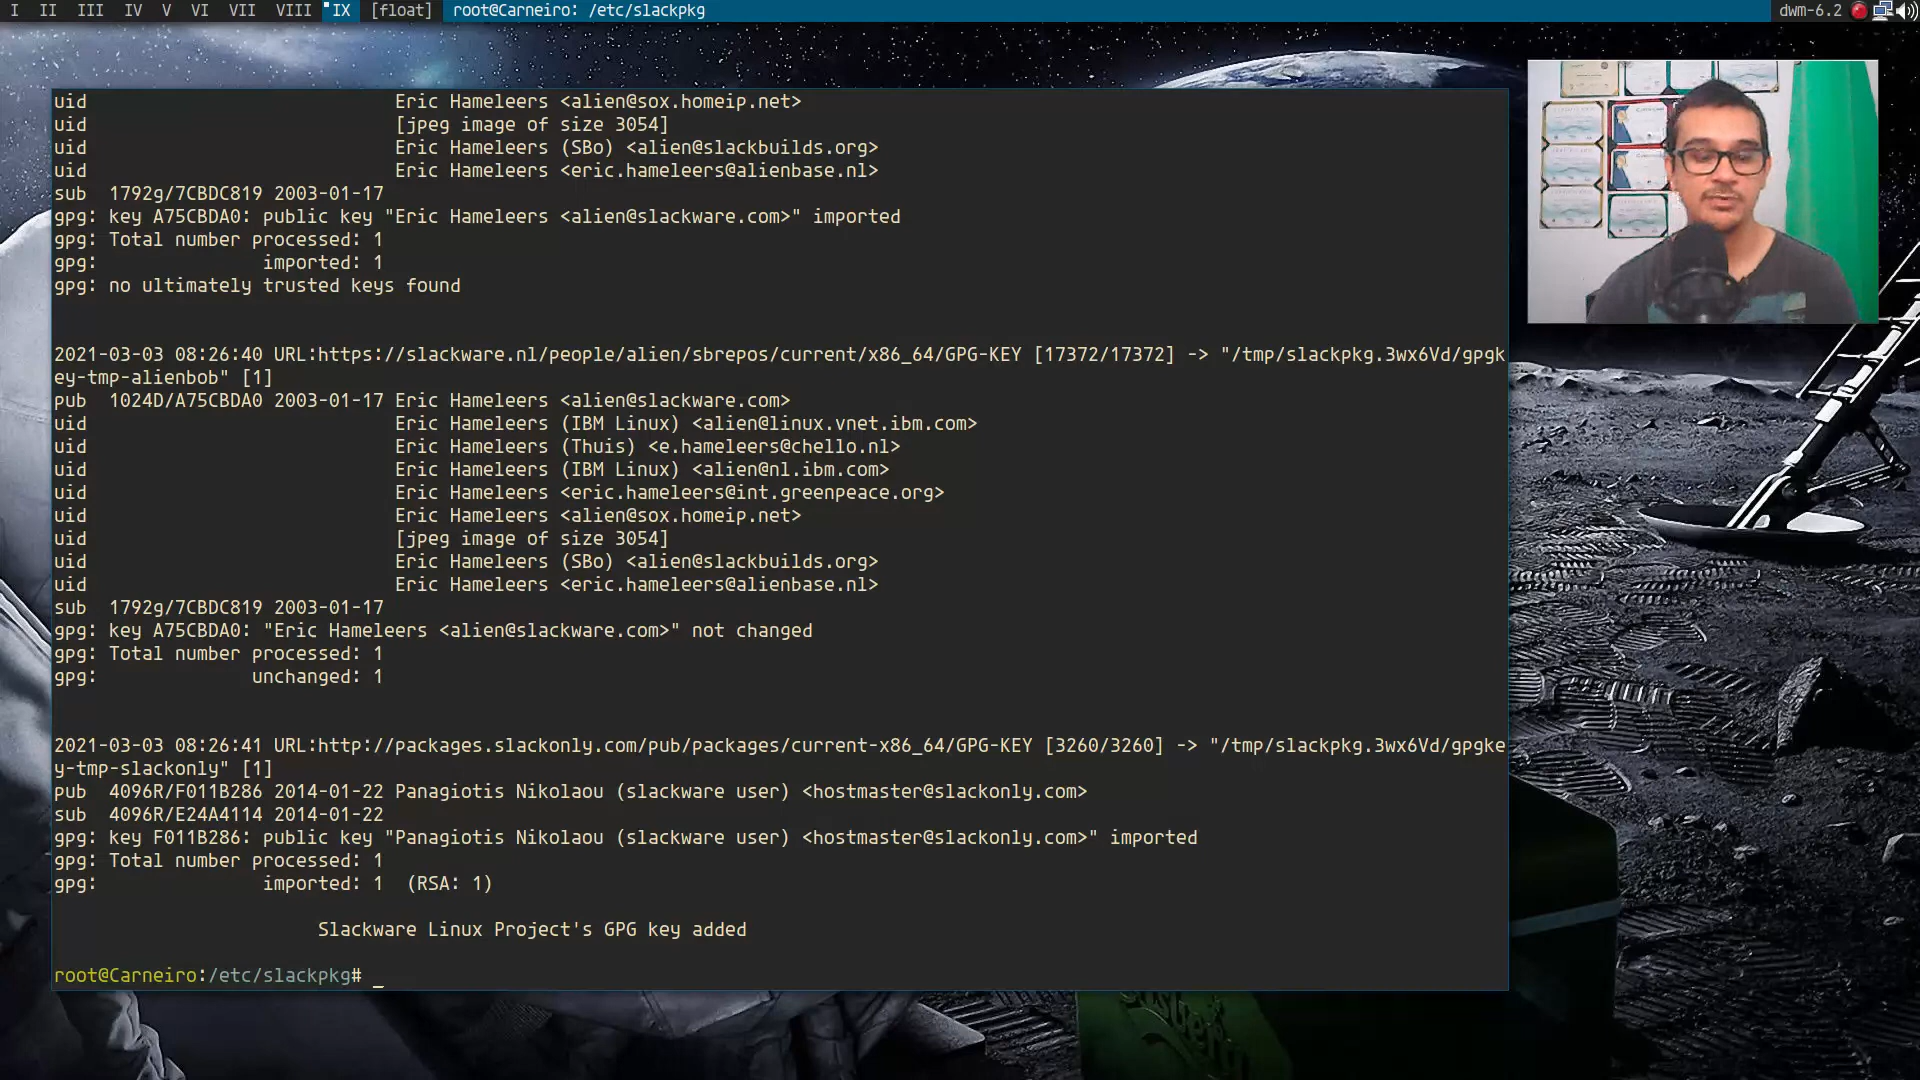 I II III IV V VI VII VIII IX [float] root@Carneiro: /etc/slackpkg dwm-6.2
uid Eric Hameleers <alien@sox.homeip.net>
uid [jpeg image of size 3054]
uid Eric Hameleers (SBo) <alien@slackbuilds.org>
uid Eric Hameleers <eric.hameleers@alienbase.nl>
sub 1792g/7CBDC819 2003-01-17
gpg: key A75CBDA0: public key "Eric Hameleers <alien@slackware.com>" imported
gpg: Total number processed: 1
gpg: imported: 1
gpg: no ultimately trusted keys found
2021-03-03 08:26:40 URL:https://slackware.nl/people/alien/sbrepos/current/x86_64/GPG-KEY [17372/17372] -> "/tmp/slackpkg.3wx6Vd/gpgk
ey-tmp-alienbob" [1]
pub 1024D/A75CBDA0 2003-01-17 Eric Hameleers <alien@slackware.com>
uid Eric Hameleers (IBM Linux) <alien@linux.vnet.ibm.com>
uid Eric Hameleers (Thuis) <e.hameleers@chello.nl>
uid Eric Hameleers (IBM Linux) <alien@nl.ibm.com>
uid Eric Hameleers <eric.hameleers@int.greenpeace.org>
uid Eric Hameleers <alien@sox.homeip.net>
uid [jpeg image of size 3054]
uid Eric Hameleers (SBo) <alien@slackbuilds.org>
uid Eric Hameleers <eric.hameleers@alienbase.nl>
sub 1792g/7CBDC819 2003-01-17
gpg: key A75CBDA0: "Eric Hameleers <alien@slackware.com>" not changed
gpg: Total number processed: 1
gpg: unchanged: 1
2021-03-03 08:26:41 URL:http://packages.slackonly.com/pub/packages/current-x86_64/GPG-KEY [3260/3260] -> "/tmp/slackpkg.3wx6Vd/gpgke
y-tmp-slackonly" [1]
pub 4096R/F011B286 2014-01-22 Panagiotis Nikolaou (slackware user) <hostmaster@slackonly.com>
sub 4096R/E24A4114 2014-01-22
gpg: key F011B286: public key "Panagiotis Nikolaou (slackware user) <hostmaster@slackonly.com>" imported
gpg: Total number processed: 1
gpg: imported: 1 (RSA: 1)
Slackware Linux Project's GPG key added
root@Carneiro:/etc/slackpkg# _